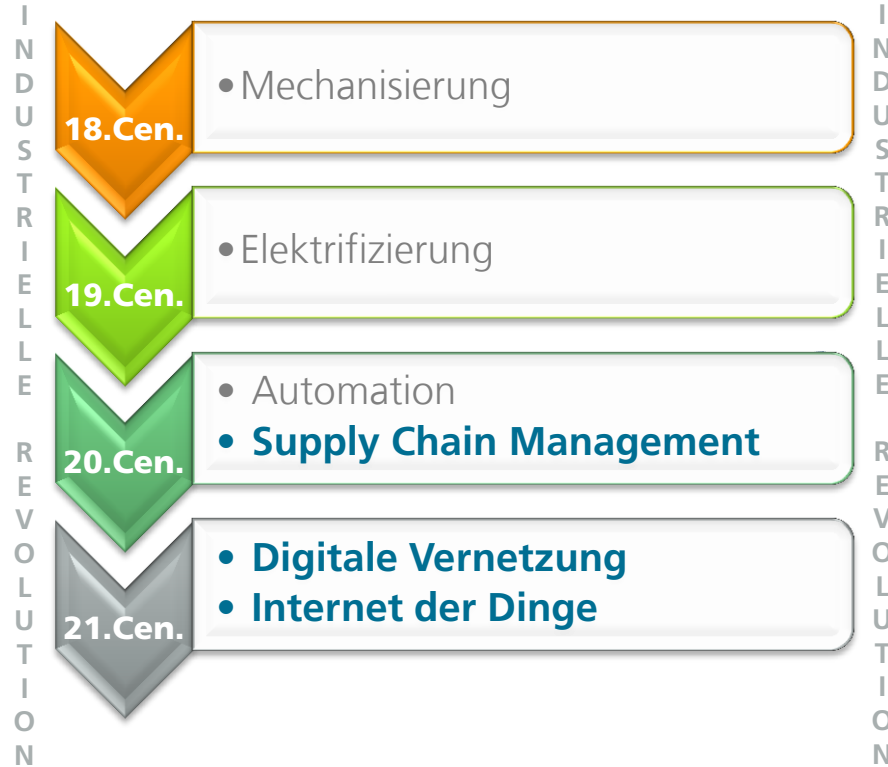 INDUSTRIELLE REVOLUTION
18.Cen.
•Mechanisierung
19.Cen.
•Elektrifizierung
20.Cen.
• Automation
• Supply Chain Management
21.Cen.
• Digitale Vernetzung
• Internet der Dinge
INDUSTRIELLE REVOLUTION